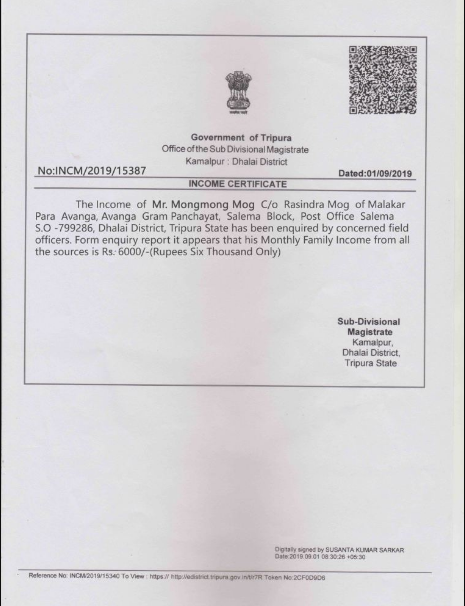 Government of Tripura
Office of the Sub Divisional Magistrate
Kamalpur : Dhalai District
No:INCM/2019/15387
Dated:01/09/2019
INCOME CERTIFICATE
The Income of Mr. Mongmong Mog C/o Rasindra Mog of Malakar
Para Avanga, Avanga Gram Panchayat, Salema Block, Post Office Salema
S.O -799286, Dhalai District, Tripura State has been enquired by concerned field
officers. Form enquiry report it appears that his Monthly Family Income from all
the sources is Rs. 6000/-(Rupees Six Thousand Only)
Sub-Divisional
Magistrate
Kamalpur,
Dhalai District,
Tripura State
Digitally signed by SUSANTA KUMAR SARKAR
Date:2019.09.01 08:30:26 +05:30
Reference No: INCM/2019/15340 To View : https:// http://edistrict.tripura.gov.in/th7R Token No:2CF0D9D6